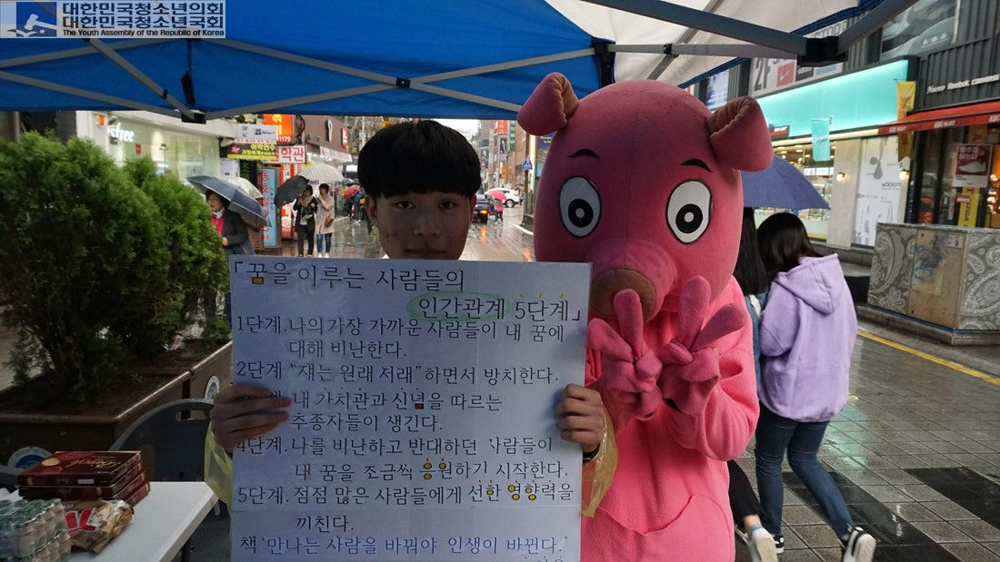 대한민국청소년의회
대한민국청소년국회
The Youth Assembly of the Republic of Korea
학관
「꿈을 이루는 사람들의
인간관계 5단계」
1단계. 나의 가장 가까운 사람들이 내 꿈에
대해 비난한다.
2단계 "쟤는 원래 저래" 하면서 방치한다.
내 가치관과 신념을 따르는
추종자들이 생긴다.
4단계. 나를 비난하고 반대하던 사람들이
내 꿈을 조금씩 응원하기 시작한다.
5단계. 점점 많은 사람들에게 선한 영향력을
끼친다.
책 '만나는 사람을 바꿔야 인생이 바뀐다.'